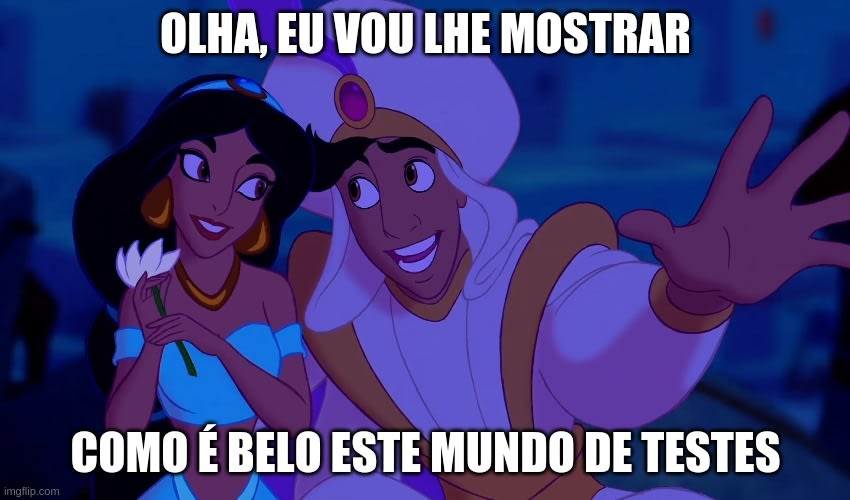 OLHA, EU VOU LHE MOSTRAR
COMO É BELO ESTE MUNDO DE TESTES
imgflip.com